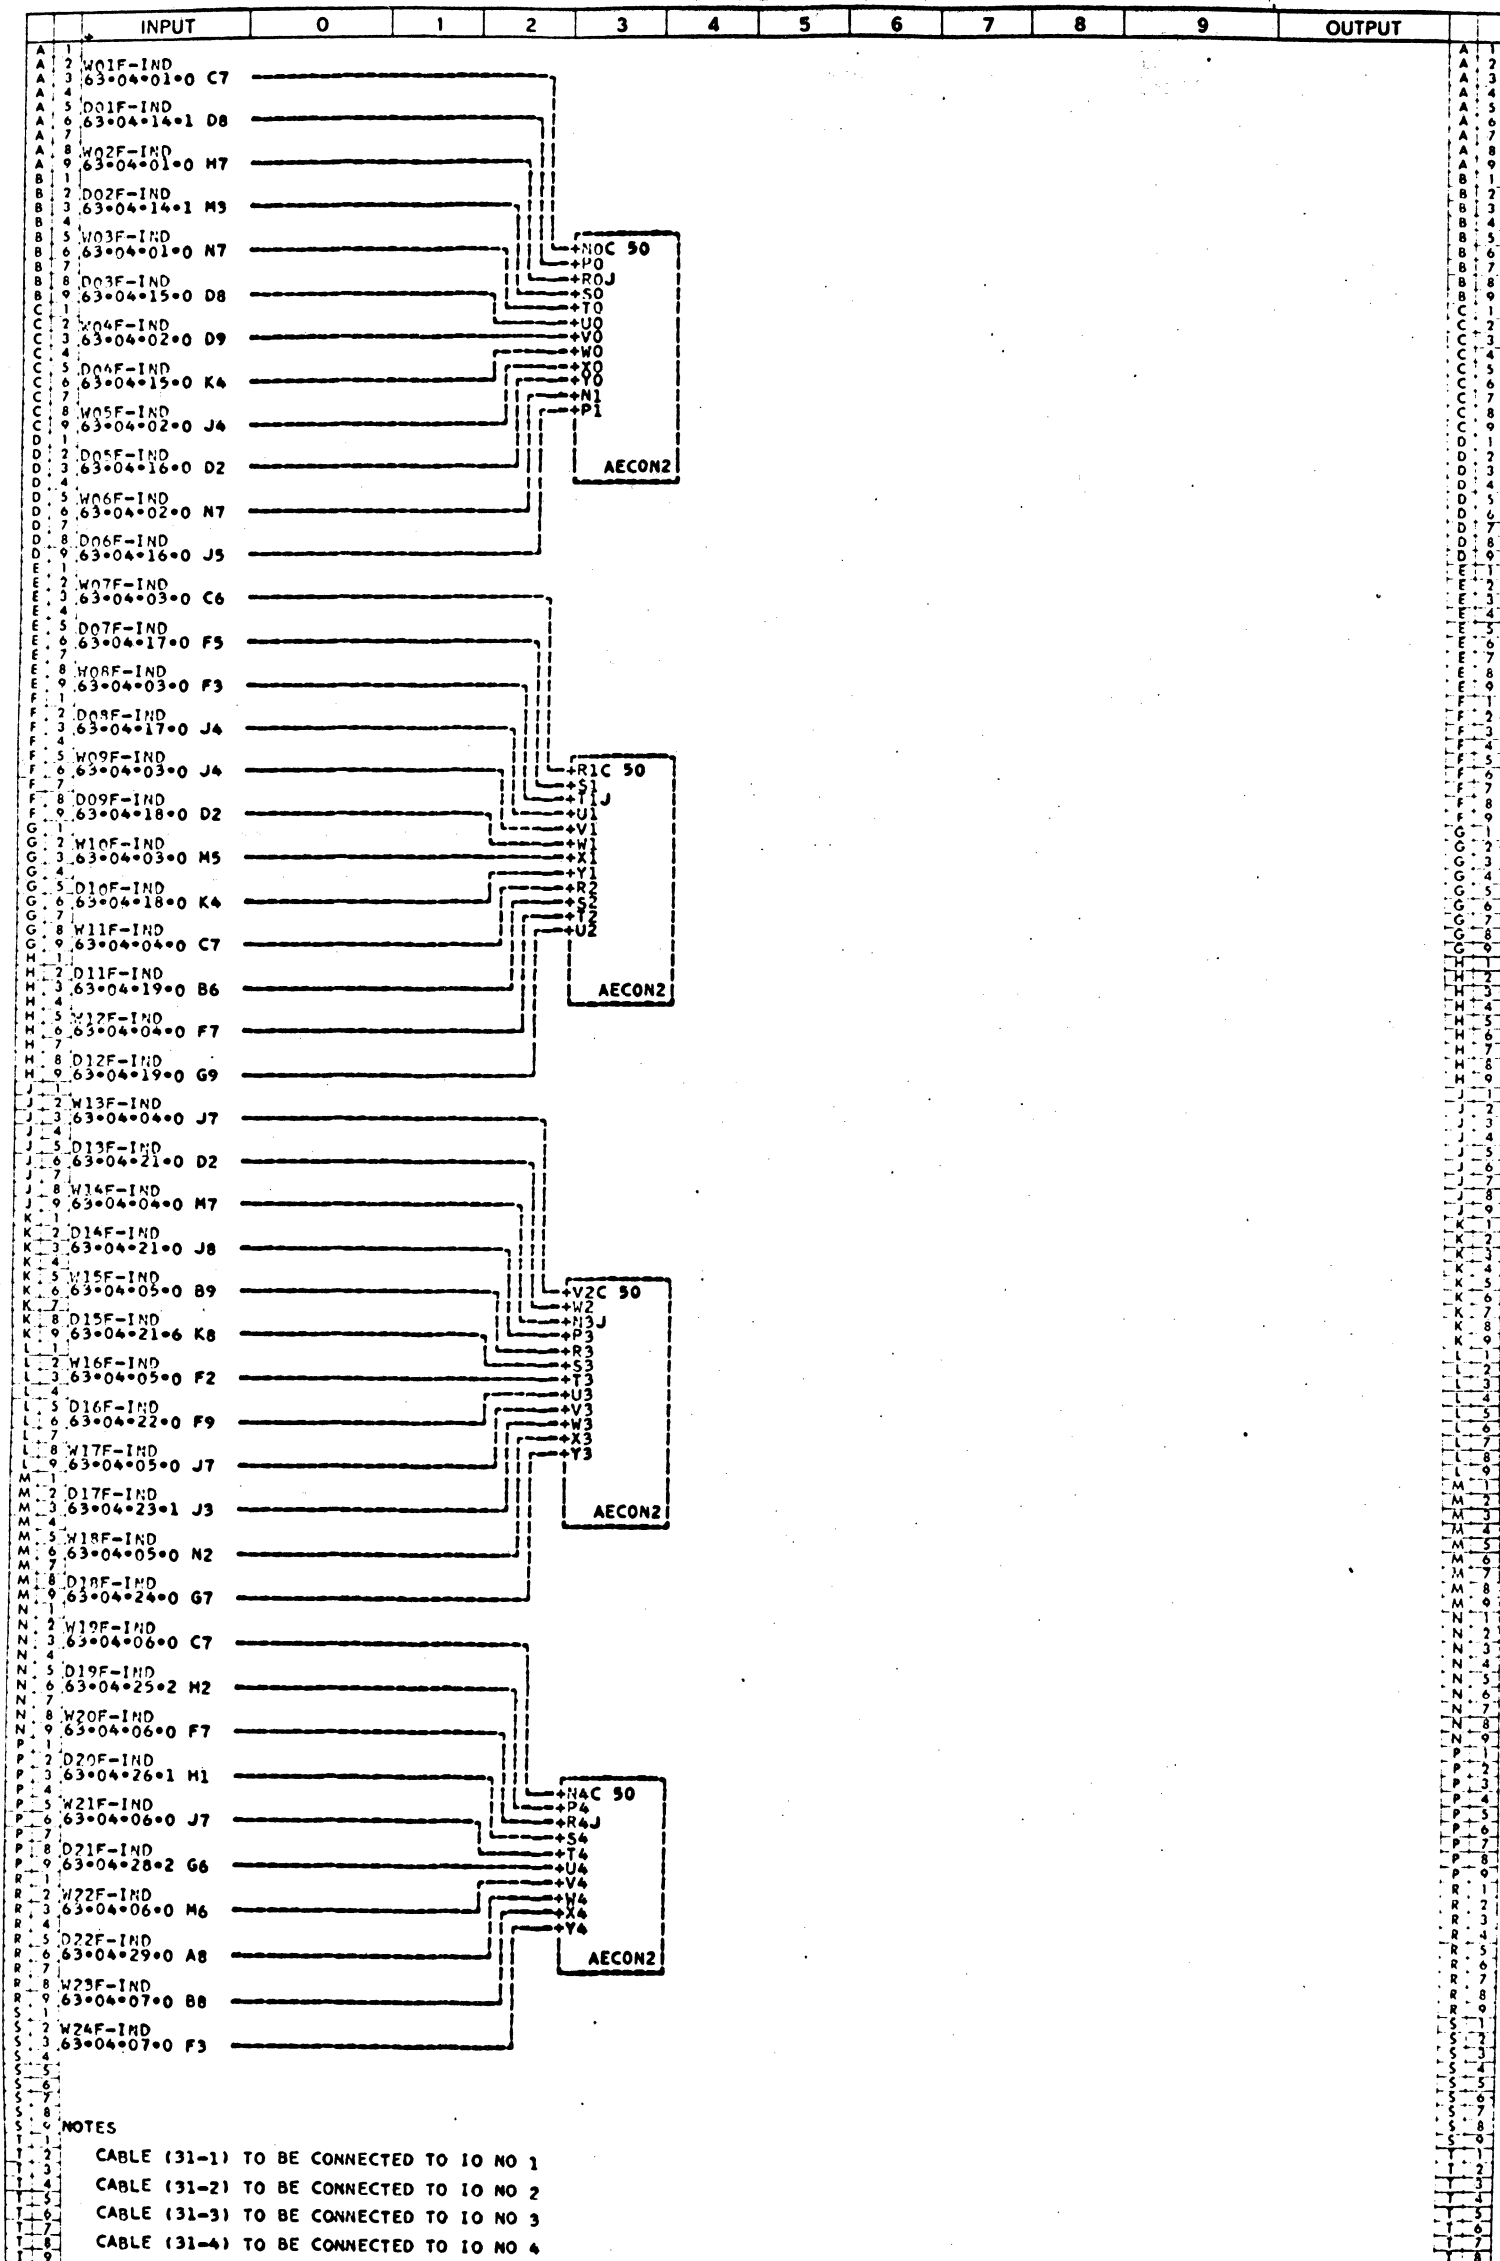 INPUT 0 1 2 3 4 5 6 7 8 9 OUTPUT
W01F-IND
63•04•01•0 C7
D01F-IND
63•04•14•1 D8
W02F-IND
63•04•01•0 H7
D02F-IND
63•04•14•1 M3
W03F-IND
63•04•01•0 N7
D03F-IND
63•04•15•0 D8
W04F-IND
63•04•02•0 D9
D04F-IND
63•04•15•0 K4
W05F-IND
63•04•02•0 J4
D05F-IND
63•04•16•0 D2
W06F-IND
63•04•02•0 N7
D06F-IND
63•04•16•0 J5
+N0C 50
+P0
+R0J
+S0
+T0
+U0
+V0
+W0
+X0
+Y0
+N1
+P1
AECON2
W07F-IND
63•04•03•0 C6
D07F-IND
63•04•17•0 F5
W08F-IND
63•04•03•0 F3
D08F-IND
63•04•17•0 J4
W09F-IND
63•04•03•0 J4
D09F-IND
63•04•18•0 D2
W10F-IND
63•04•03•0 M5
D10F-IND
63•04•18•0 K4
W11F-IND
63•04•04•0 C7
D11F-IND
63•04•19•0 B6
W12F-IND
63•04•04•0 F7
D12F-IND
63•04•19•0 G9
+R1C 50
+S1
+T1J
+U1
+V1
+W1
+X1
+Y1
+R2
+S2
+T2
+U2
AECON2
W13F-IND
63•04•04•0 J7
D13F-IND
63•04•21•0 D2
W14F-IND
63•04•04•0 M7
D14F-IND
63•04•21•0 J8
W15F-IND
63•04•05•0 B9
D15F-IND
63•04•21•6 K8
W16F-IND
63•04•05•0 F2
D16F-IND
63•04•22•0 F9
W17F-IND
63•04•05•0 J7
D17F-IND
63•04•23•1 J3
W18F-IND
63•04•05•0 N2
D18F-IND
63•04•24•0 G7
+V2C 50
+W2
+N3J
+P3
+R3
+S3
+T3
+U3
+V3
+W3
+X3
+Y3
AECON2
W19F-IND
63•04•06•0 C7
D19F-IND
63•04•25•2 H2
W20F-IND
63•04•06•0 F7
D20F-IND
63•04•26•1 H1
W21F-IND
63•04•06•0 J7
D21F-IND
63•04•28•2 G6
W22F-IND
63•04•06•0 M6
D22F-IND
63•04•29•0 A8
W23F-IND
63•04•07•0 B8
W24F-IND
63•04•07•0 F3
+N4C 50
+P4
+R4J
+S4
+T4
+U4
+V4
+W4
+X4
+Y4
AECON2
NOTES
CABLE (31-1) TO BE CONNECTED TO IO NO 1
CABLE (31-2) TO BE CONNECTED TO IO NO 2
CABLE (31-3) TO BE CONNECTED TO IO NO 3
CABLE (31-4) TO BE CONNECTED TO IO NO 4